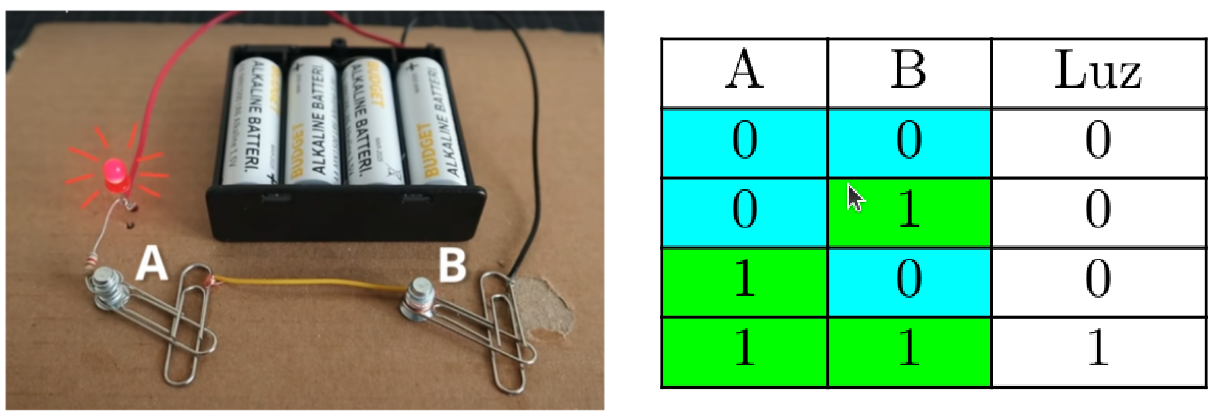 ALKALINE BATTERI.
BUDGET
ALKALINE BATTERI.
BUDGET
ALKALINE BATTERI.
BUDGET
ALKALINE BATTERI.
BUDGET
A
B
A B Luz
0 0 0
0 1 0
1 0 0
1 1 1